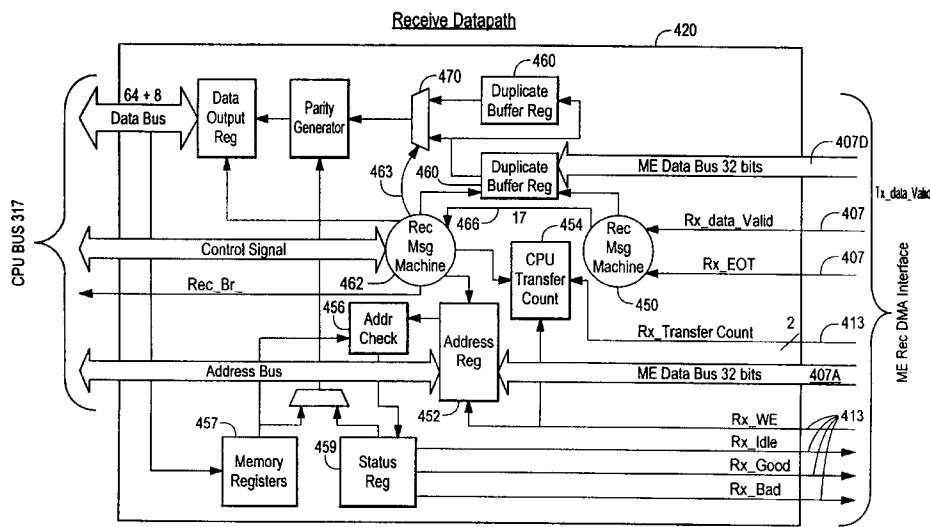 Receive Datapath
420
470
460
64 + 8
Data Bus
Data
Output
Reg
Parity
Generator
Duplicate
Buffer Reg
407D
ME Data Bus 32 bits
460
Duplicate
Buffer Reg
463
Tx_data_Valid
466
17
454
Rx_data_Valid
407
CPU BUS 317
Control Signal
Rec
Msg
Machine
462
CPU
Transfer
Count
Rec
Msg
Machine
450
Rx_EOT
407
Rec_Br_
456
Addr
Check
Address
Reg
452
Rx_Transfer Count
2
413
ME Rec DMA Interface
Address Bus
ME Data Bus 32 bits
407A
457
Memory
Registers
459
Status
Reg
Rx_WE
413
Rx_Idle
Rx_Good
Rx_Bad